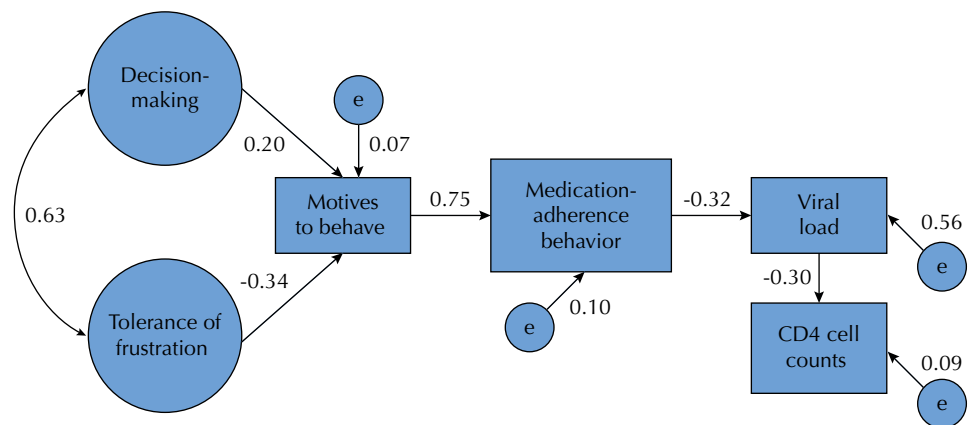 Decision-
making
e
0.20
0.07
Motives
to behave
0.75
Medication-
adherence
behavior
-0.32
Viral
load
0.56
e
0.63
-0.34
-0.30
Tolerance of
frustration
e
0.10
CD4 cell
counts
0.09
e